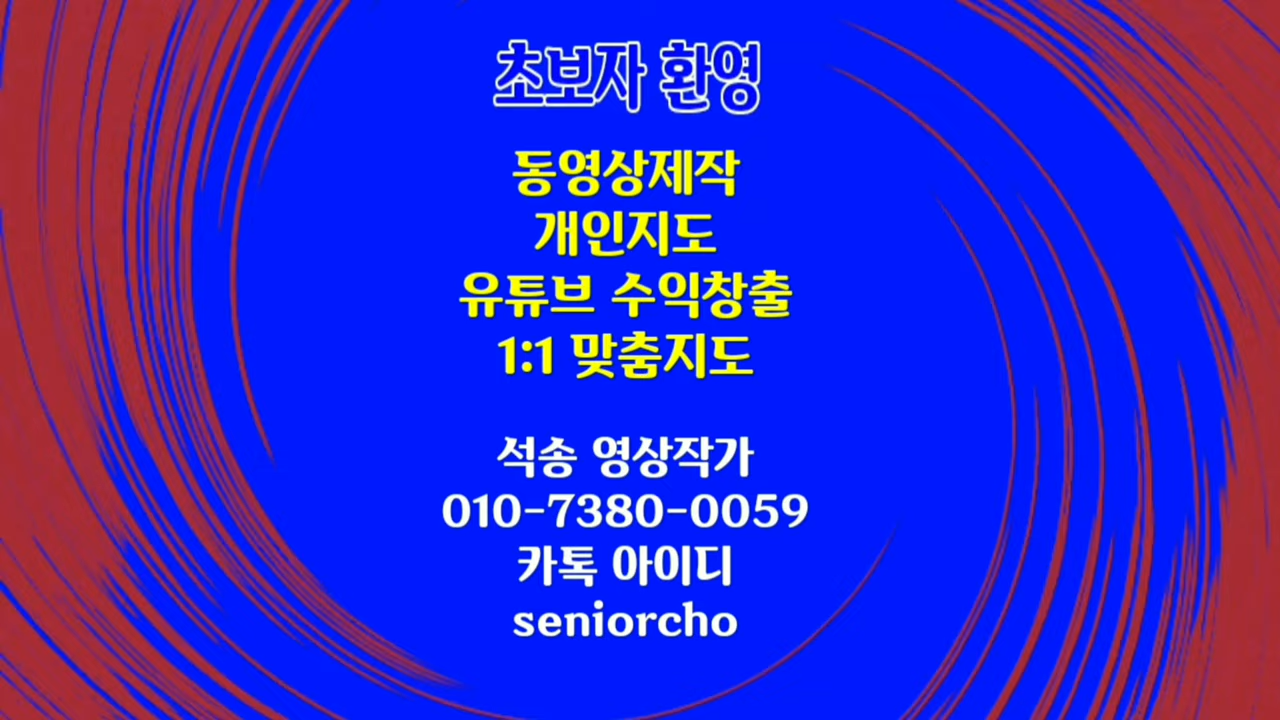 초보자 환영
동영상제작
개인지도
유튜브 수익창출
1:1 맞춤지도
석송 영상작가
010-7380-0059
카톡 아이디
seniorcho